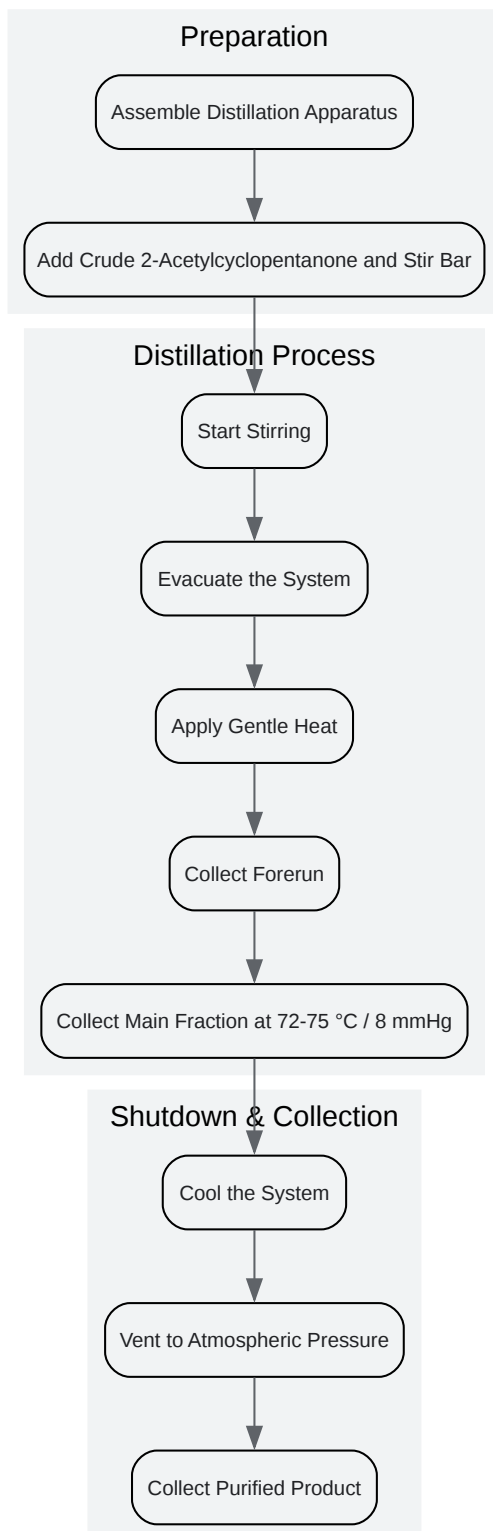 Preparation
Assemble Distillation Apparatus
Add Crude 2-Acetylcyclopentanone and Stir Bar
Distillation Process
Start Stirring
Evacuate the System
Apply Gentle Heat
Collect Forerun
Collect Main Fraction at 72-75 °C / 8 mmHg
Shutdown & Collection
Cool the System
Vent to Atmospheric Pressure
Collect Purified Product